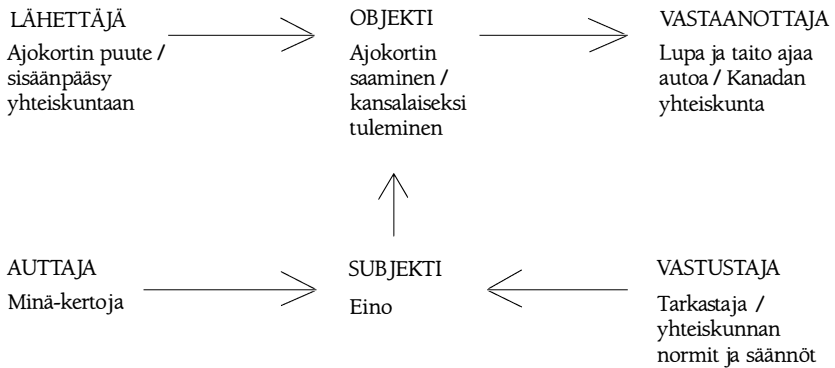 LÄHETTÄJÄ
Ajokortin puute /
sisäänpääsy
yhteiskuntaan
OBJEKTI
Ajokortin
saaminen /
kansalaiseksi
tuleminen
VASTAANOTTAJA
Lupa ja taito ajaa
autoa / Kanadan
yhteiskunta
AUTTAJA
Minä-kertoja
SUBJEKTI
Eino
VASTUSTAJA
Tarkastaja /
yhteiskunnan
normit ja säännöt